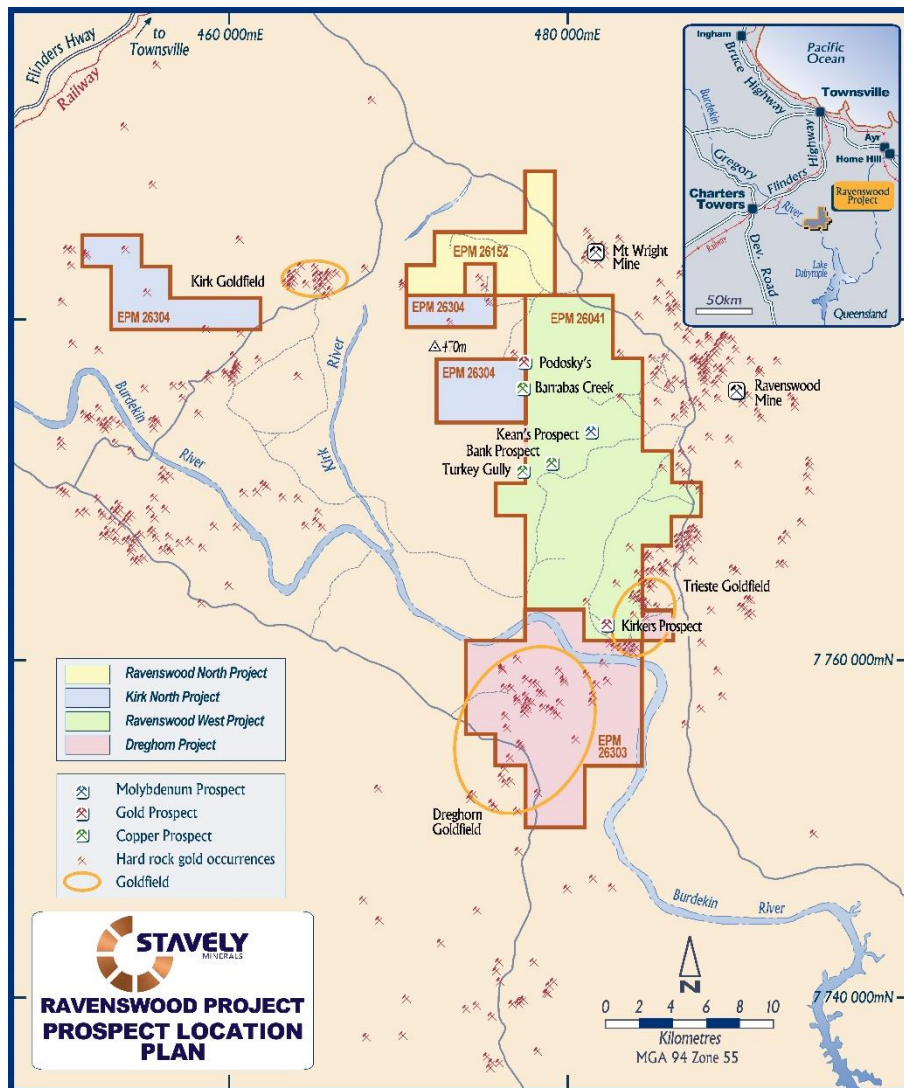 460 000mE
480 000mE
Flinders Hway
to
Townsville
Railway
Ingham
Bruce Highway
Pacific
Ocean
Townsville
Burdekin
Highway
Ayr
Home Hill
Gregory
Flinders
Charters
Towers
River
Ravenswood
Project
Railway
Dev. Road
Lake
Dalrymple
50km
Queensland
EPM 26152
Mt Wright
Mine
Kirk Goldfield
EPM 26304
EPM 26304
EPM 26041
470m
Podosky's
EPM 26304
Barrabas Creek
Ravenswood
Mine
River
Kirk
Burdekin
River
Kean's Prospect
Bank Prospect
Turkey Gully
Trieste Goldfield
Kirkers Prospect
7 760 000mN
Ravenswood North Project
Kirk North Project
Ravenswood West Project
Dreghorn Project
EPM
26303
Molybdenum Prospect
Gold Prospect
Copper Prospect
Hard rock gold occurrences
Goldfield
Dreghorn
Goldfield
Burdekin
River
STAVELY
MINERALS
RAVENSWOOD PROJECT
PROSPECT LOCATION
PLAN
N
0 2 4 6 8 10
Kilometres
MGA 94 Zone 55
7 740 000mN